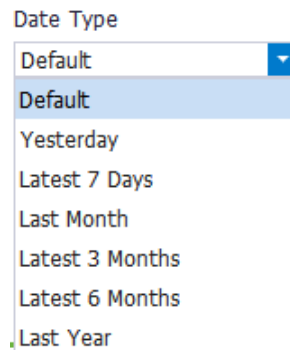 Date Type
Default
Default
Yesterday
Latest 7 Days
Last Month
Latest 3 Months
Latest 6 Months
Last Year